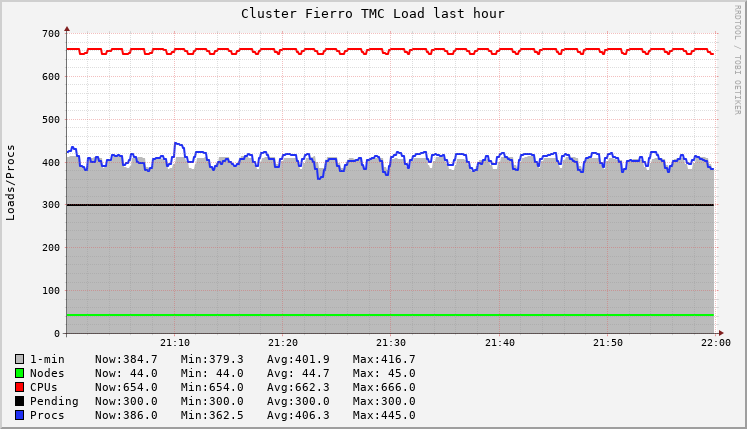 Cluster Fierro TMC Load last hour
RRDTOOL / TOBI OETIKER
Loads/Procs
700
600
500
400
300
200
100
0
21:10 21:20 21:30 21:40 21:50 22:00
1-min Now:384.7 Min:379.3 Avg:401.9 Max:416.7
Nodes Now: 44.0 Min: 44.0 Avg: 44.7 Max: 45.0
CPUs Now:654.0 Min:654.0 Avg:662.3 Max:666.0
Pending Now:300.0 Min:300.0 Avg:300.0 Max:300.0
Procs Now:386.0 Min:362.5 Avg:406.3 Max:445.0